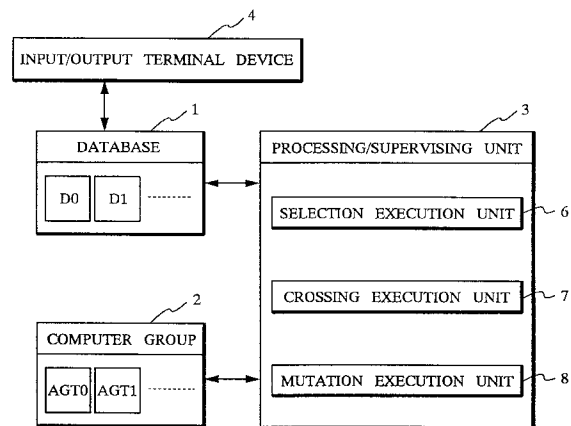 4
INPUT/OUTPUT TERMINAL DEVICE
1
DATABASE
D0 D1
3
PROCESSING/SUPERVISING UNIT
SELECTION EXECUTION UNIT 6
CROSSING EXECUTION UNIT 7
MUTATION EXECUTION UNIT 8
2
COMPUTER GROUP
AGT0 AGT1